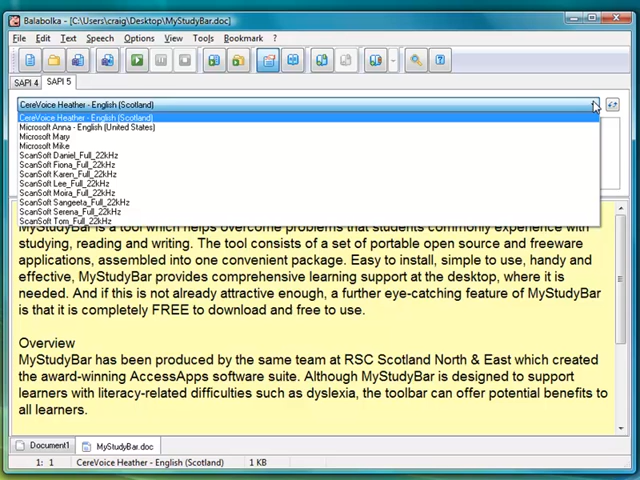 Balabolka - [C:\Users\craig\Desktop\MyStudyBar.doc]
File Edit Text Speech Options View Tools Bookmark ?
SAPI 4 SAPI 5
CereVoice Heather - English (Scotland)
CereVoice Heather - English (Scotland)
Microsoft Anna - English (United States)
Microsoft Mary
Microsoft Mike
ScanSoft Daniel_Full_22kHz
ScanSoft Fiona_Full_22kHz
ScanSoft Karen_Full_22kHz
ScanSoft Lee_Full_22kHz
ScanSoft Moira_Full_22kHz
ScanSoft Sangeeta_Full_22kHz
ScanSoft Serena_Full_22kHz
ScanSoft Tom_Full_22kHz
MyStudyBar is a tool which helps overcome problems that students commonly experience with
studying, reading and writing. The tool consists of a set of portable open source and freeware
applications, assembled into one convenient package. Easy to install, simple to use, handy and
effective, MyStudyBar provides comprehensive learning support at the desktop, where it is
needed. And if this is not already attractive enough, a further eye-catching feature of MyStudyBar
is that it is completely FREE to download and free to use.
Overview
MyStudyBar has been produced by the same team at RSC Scotland North & East which created
the award-winning AccessApps software suite. Although MyStudyBar is designed to support
learners with literacy-related difficulties such as dyslexia, the toolbar can offer potential benefits to
all learners.
Document1 MyStudyBar.doc
1: 1 CereVoice Heather - English (Scotland) 1 KB